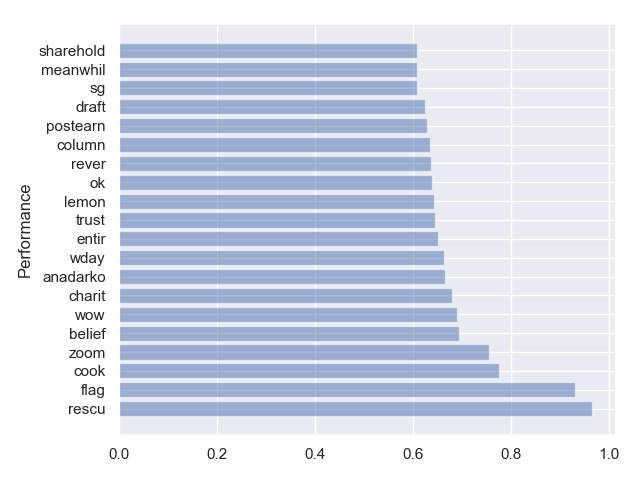 sharehold
meanwhil
sg
draft
postearn
column
rever
ok
lemon
trust
entir
wday
anadarko
charit
wow
belief
zoom
cook
flag
rescu
Performance
0.0 0.2 0.4 0.6 0.8 1.0